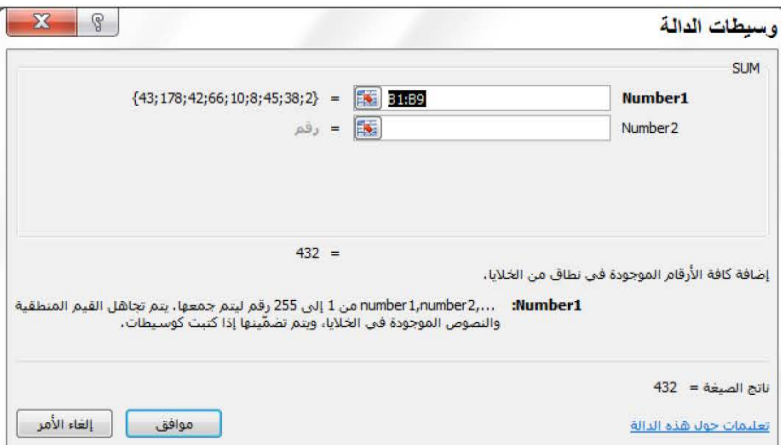 وسيطات الدالة
SUM
Number1 B1:B9 = {43;178;42;66;10;8;45;38;2}
Number2 = رقم
= 432
إضافة كافة الأرقام الموجودة في نطاق من الخلايا.
Number1: number1,number2,... من 1 إلى 255 رقم ليتم جمعها. يتم تجاهل القيم المنطقية
والنصوص الموجودة في الخلايا، ويتم تضمّينها إذا كتبت كوسيطات.
ناتج الصيغة = 432
تعليمات حول هذه الدالة
موافق
إلغاء الأمر